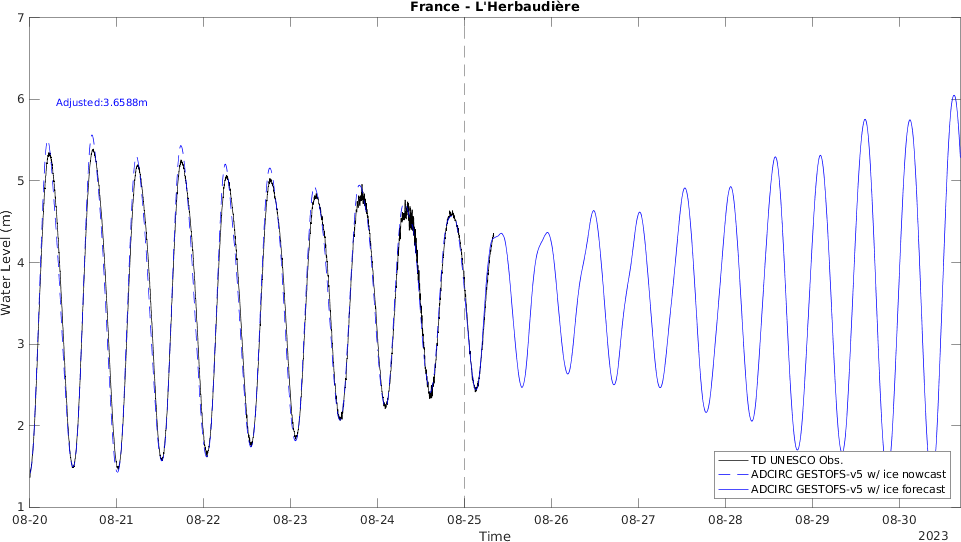 France - L'Herbaudière
7
6
5
4
3
2
1
Water Level (m)
Adjusted:3.6588m
TD UNESCO Obs.
ADCIRC GESTOFS-v5 w/ ice nowcast
ADCIRC GESTOFS-v5 w/ ice forecast
08-20 08-21 08-22 08-23 08-24 08-25 08-26 08-27 08-28 08-29 08-30
Time
2023